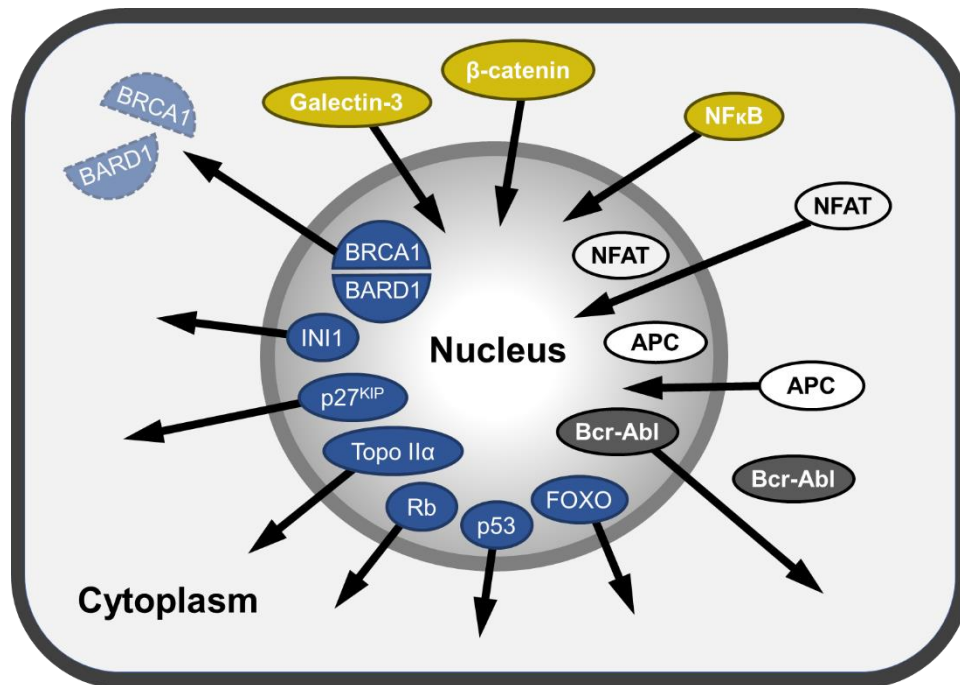 β-catenin
Galectin-3
NFκB
BRCA1
BARD1
NFAT
NFAT
BRCA1
BARD1
INI1
Nucleus
APC
APC
p27ᴷᴵᴾ
Bcr-Abl
Topo IIα
Bcr-Abl
FOXO
Rb
p53
Cytoplasm